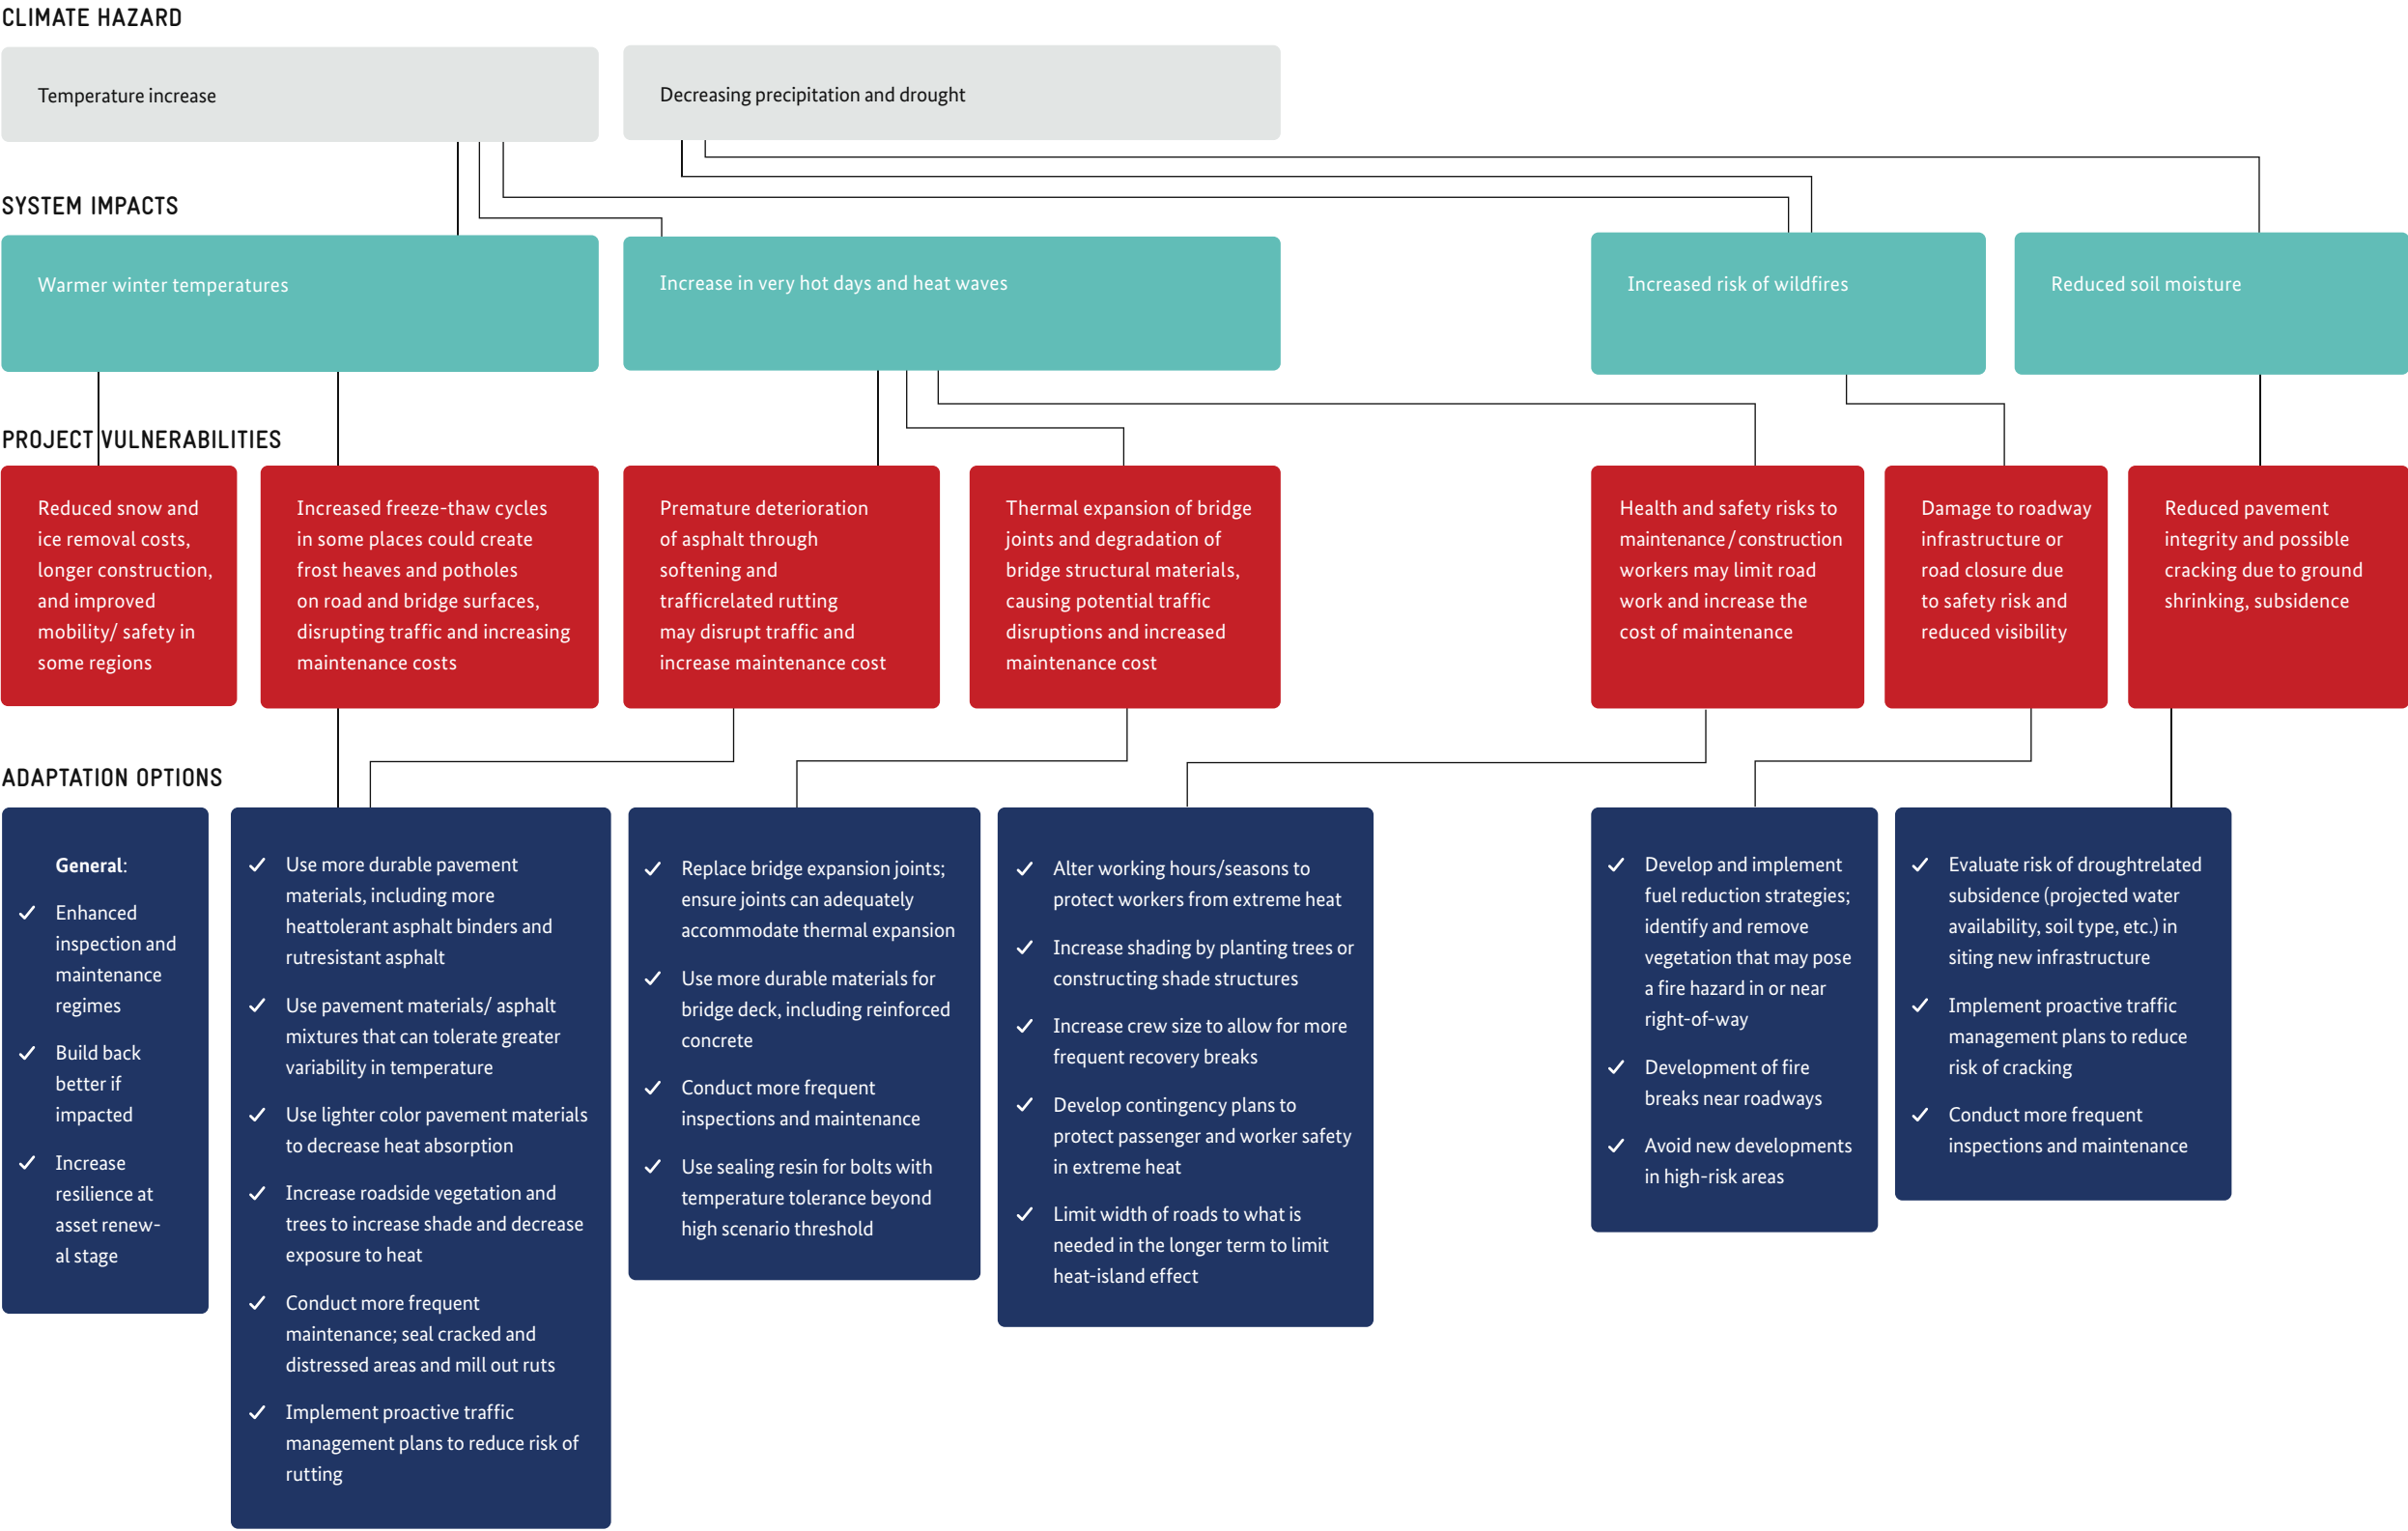 CLIMATE HAZARD
Temperature increase
Decreasing precipitation and drought
SYSTEM IMPACTS
Warmer winter temperatures
Increase in very hot days and heat waves
Increased risk of wildfires
Reduced soil moisture
PROJECT VULNERABILITIES
Reduced snow and
ice removal costs,
longer construction,
and improved
mobility/ safety in
some regions
Increased freeze-thaw cycles
in some places could create
frost heaves and potholes
on road and bridge surfaces,
disrupting traffic and increasing
maintenance costs
Premature deterioration
of asphalt through
softening and
trafficrelated rutting
may disrupt traffic and
increase maintenance cost
Thermal expansion of bridge
joints and degradation of
bridge structural materials,
causing potential traffic
disruptions and increased
maintenance cost
Health and safety risks to
maintenance/construction
workers may limit road
work and increase the
cost of maintenance
Damage to roadway
infrastructure or
road closure due
to safety risk and
reduced visibility
Reduced pavement
integrity and possible
cracking due to ground
shrinking, subsidence
ADAPTATION OPTIONS
General:
✓ Enhanced
inspection and
maintenance
regimes
✓ Build back
better if
impacted
✓ Increase
resilience at
asset renew-
al stage
✓ Use more durable pavement
materials, including more
heattolerant asphalt binders and
rutresistant asphalt
✓ Use pavement materials/ asphalt
mixtures that can tolerate greater
variability in temperature
✓ Use lighter color pavement materials
to decrease heat absorption
✓ Increase roadside vegetation and
trees to increase shade and decrease
exposure to heat
✓ Conduct more frequent
maintenance; seal cracked and
distressed areas and mill out ruts
✓ Implement proactive traffic
management plans to reduce risk of
rutting
✓ Replace bridge expansion joints;
ensure joints can adequately
accommodate thermal expansion
✓ Use more durable materials for
bridge deck, including reinforced
concrete
✓ Conduct more frequent
inspections and maintenance
✓ Use sealing resin for bolts with
temperature tolerance beyond
high scenario threshold
✓ Alter working hours/seasons to
protect workers from extreme heat
✓ Increase shading by planting trees or
constructing shade structures
✓ Increase crew size to allow for more
frequent recovery breaks
✓ Develop contingency plans to
protect passenger and worker safety
in extreme heat
✓ Limit width of roads to what is
needed in the longer term to limit
heat-island effect
✓ Develop and implement
fuel reduction strategies;
identify and remove
vegetation that may pose
a fire hazard in or near
right-of-way
✓ Development of fire
breaks near roadways
✓ Avoid new developments
in high-risk areas
✓ Evaluate risk of droughtrelated
subsidence (projected water
availability, soil type, etc.) in
siting new infrastructure
✓ Implement proactive traffic
management plans to reduce
risk of cracking
✓ Conduct more frequent
inspections and maintenance